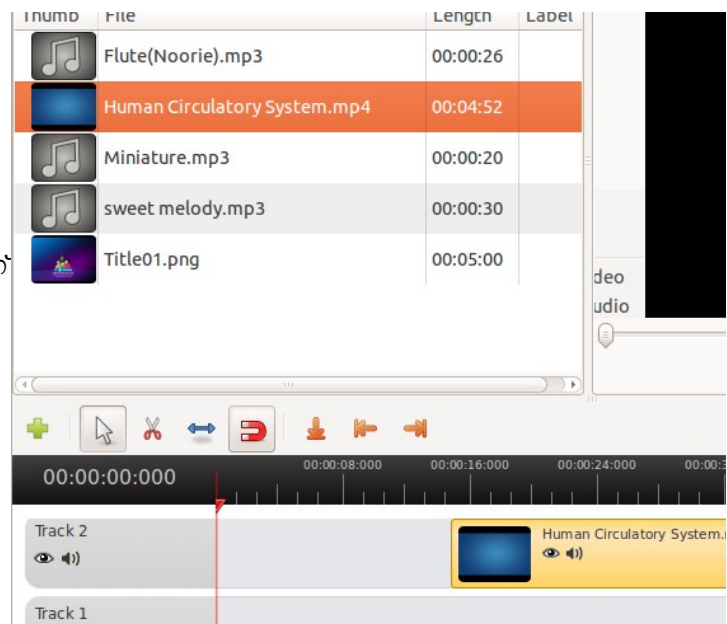 Thumb File Length Label
Flute(Noorie).mp3 00:00:26
Human Circulatory System.mp4 00:04:52
Miniature.mp3 00:00:20
sweet melody.mp3 00:00:30
Title01.png 00:05:00
deo
udio
00:00:00:000 00:00:08:000 00:00:16:000 00:00:24:000 00:00:3
Track 2
Human Circulatory System.
Track 1